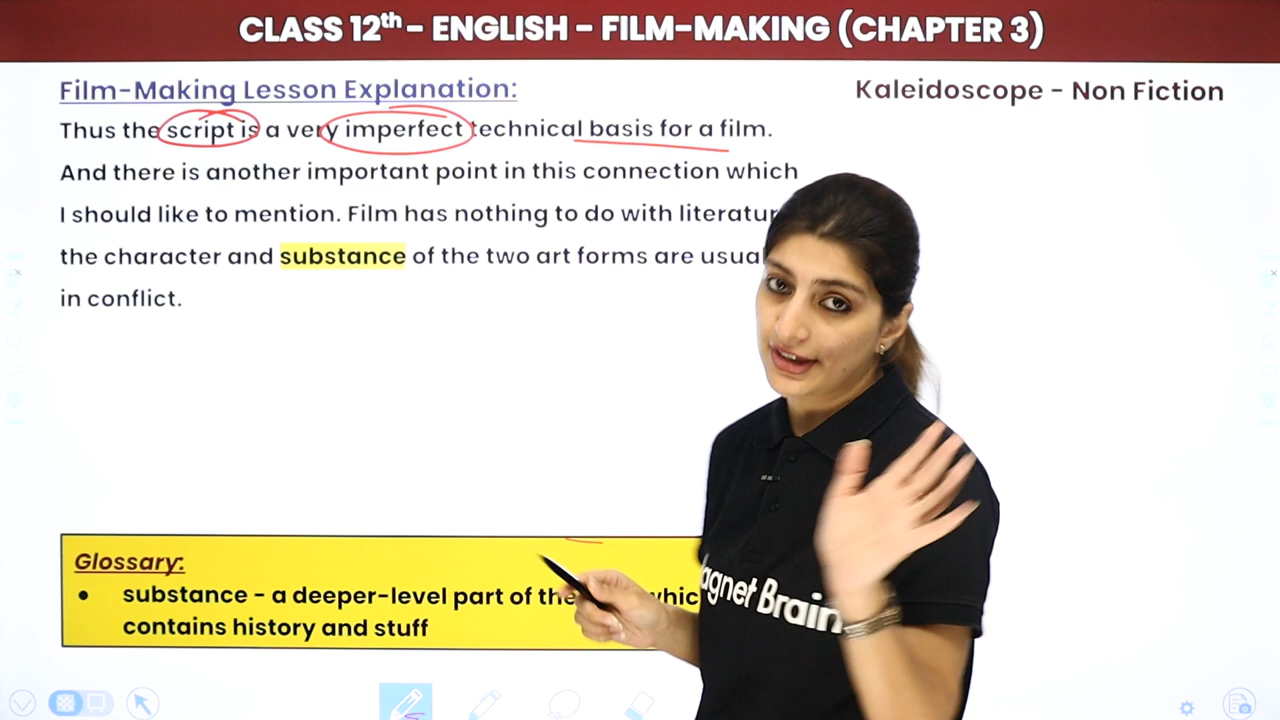 CLASS 12th - ENGLISH - FILM-MAKING (CHAPTER 3)
Film-Making Lesson Explanation:
Kaleidoscope - Non Fiction
Thus the script is a very imperfect technical basis for a film.
And there is another important point in this connection which
I should like to mention. Film has nothing to do with
the character and substance of the two art forms are
in conflict.
Glossary:
• substance - a deeper-level part of
contains history and stuff
agnet Brain